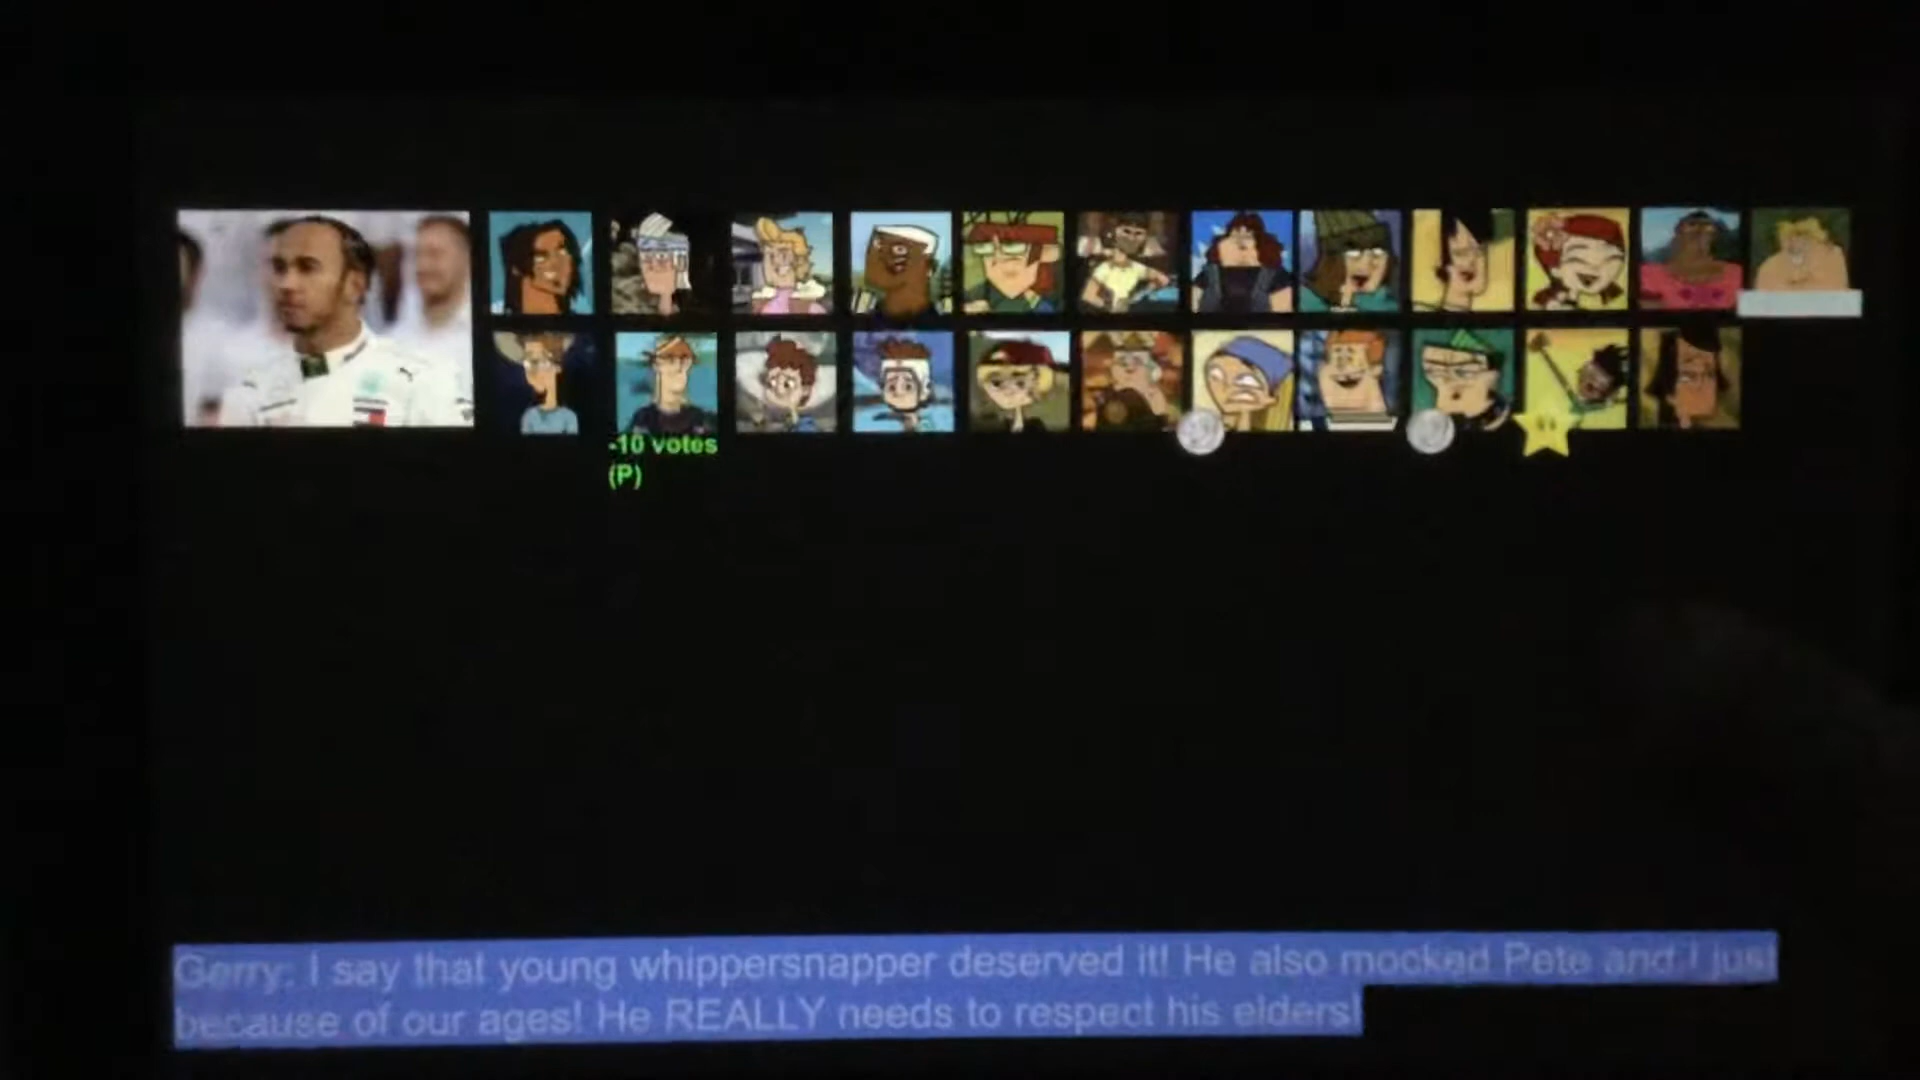 -10 votes
(P)
Gerry: I say that young whippersnapper deserved it! He also mocked Pete and I just
because of our ages! He REALLY needs to respect his elders!